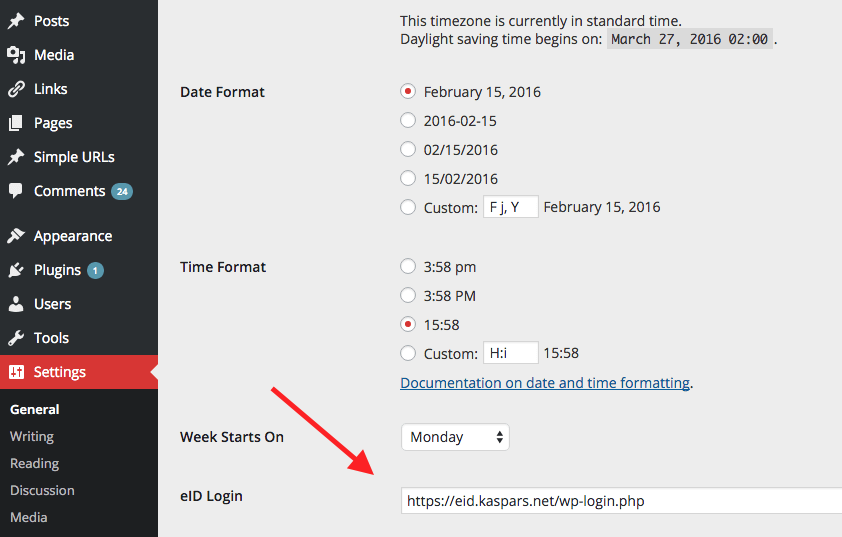 Posts
Media
Links
Pages
Simple URLs
Comments 24
Appearance
Plugins 1
Users
Tools
Settings
General
Writing
Reading
Discussion
Media
This timezone is currently in standard time.
Daylight saving time begins on: March 27, 2016 02:00 .
Date Format
February 15, 2016
2016-02-15
02/15/2016
15/02/2016
Custom: F j, Y February 15, 2016
Time Format
3:58 pm
3:58 PM
15:58
Custom: H:i 15:58
Documentation on date and time formatting.
Week Starts On Monday
eID Login https://eid.kaspars.net/wp-login.php